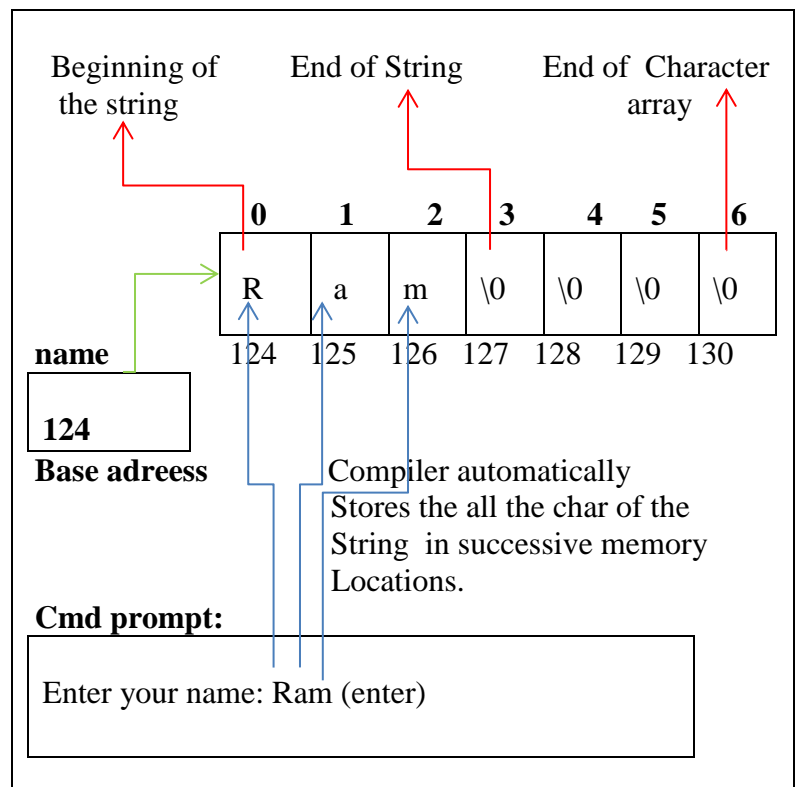 Beginning of the string
End of String
End of Character array
0 1 2 3 4 5 6
R a m \0 \0 \0 \0
124 125 126 127 128 129 130
name
124
Base adreess
Compiler automatically
Stores the all the char of the
String in successive memory
Locations.
Cmd prompt:
Enter your name: Ram (enter)